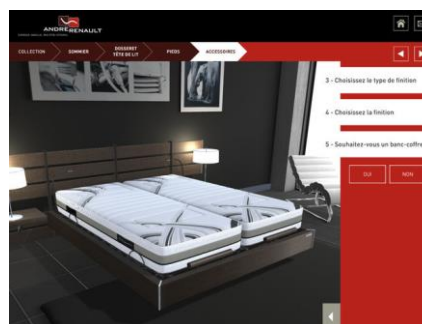 ANDRE RENAULT
COLLECTION
SOMMIER
DOSSERET
TÊTE DE LIT
PIEDS
ACCESSOIRES
3 - Choisissez le type de finition
4 - Choisissez la finition
5 - Souhaitez-vous un banc-coffre
OUI
NON